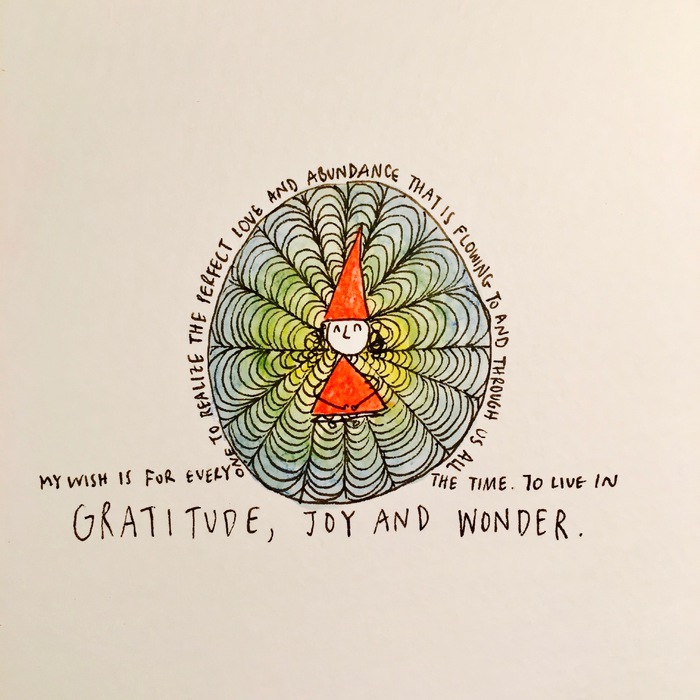 MY WISH IS FOR EVERYONE TO REALIZE THE PERFECT LOVE AND ABUNDANCE THAT IS FLOWING TO AND THROUGH US ALL THE TIME. TO LIVE IN
GRATITUDE, JOY AND WONDER.